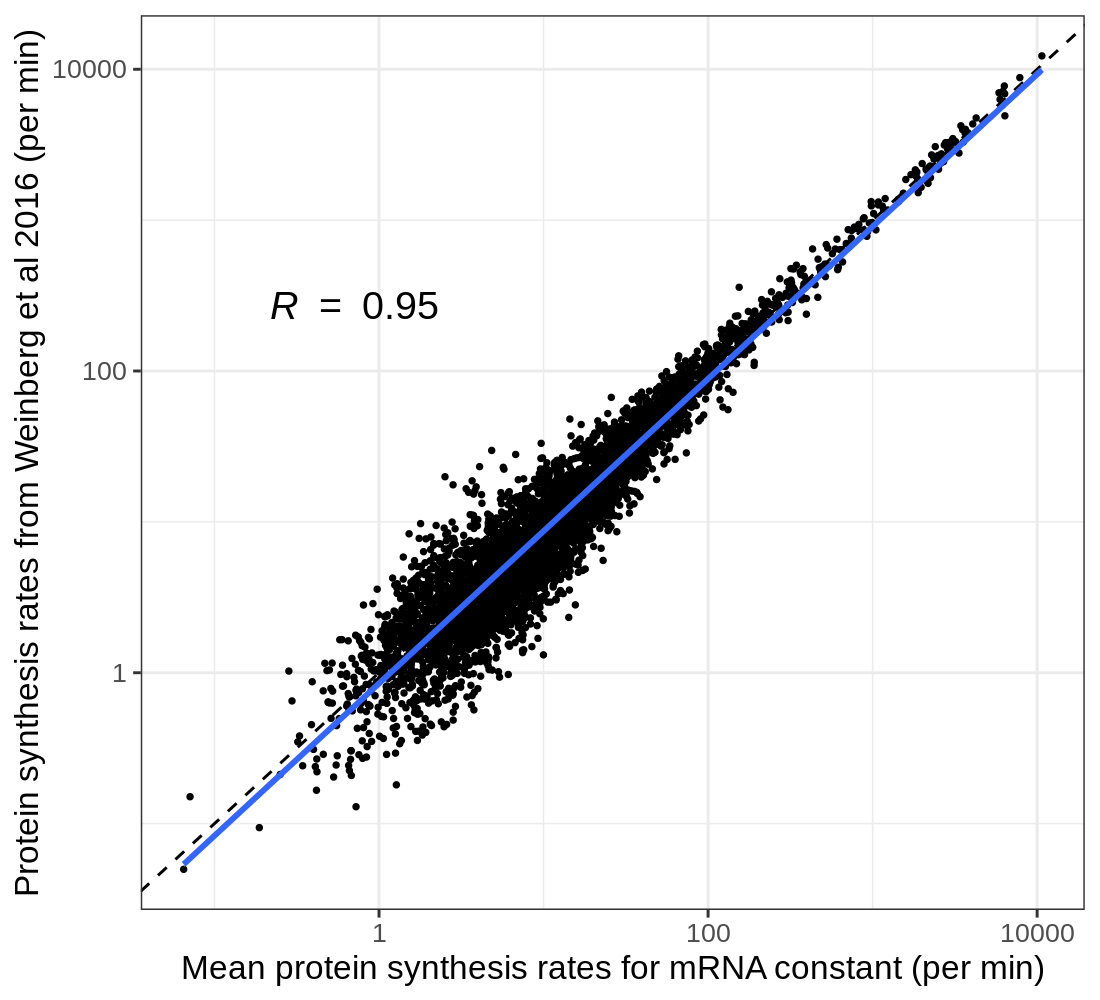 Protein synthesis rates from Weinberg et al 2016 (per min)
10000
100
1
R = 0.95
1 100 10000
Mean protein synthesis rates for mRNA constant (per min)